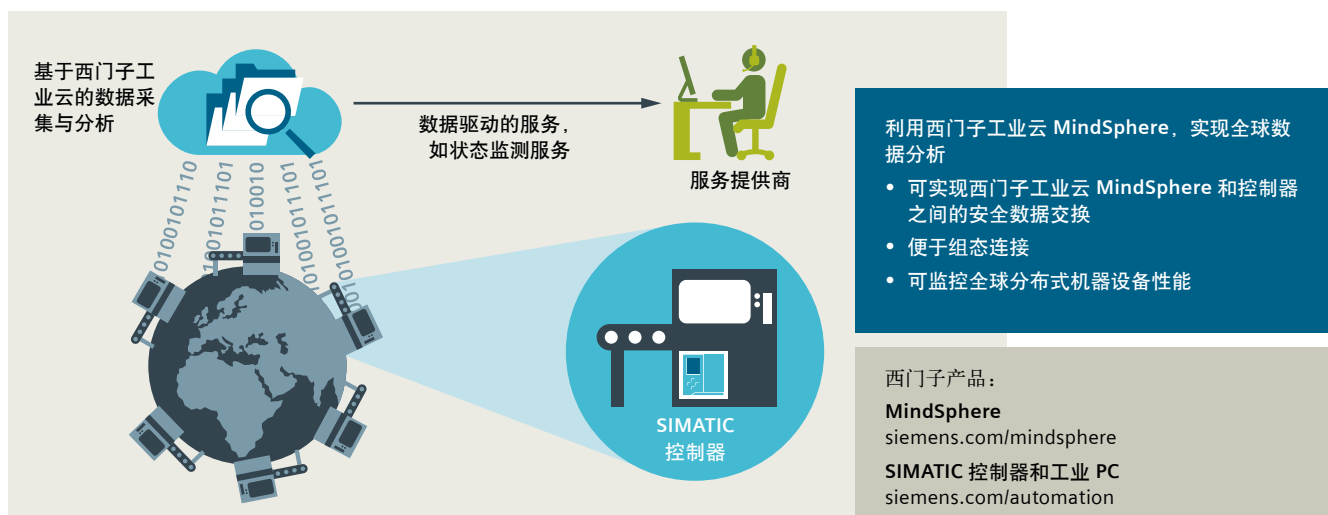 基于西门子工
业云的数据采
集与分析
数据驱动的服务，
如状态监测服务
服务提供商
0100101110
0010111101
0100010
0100101101
0101001011101
SIMATIC
控制器
利用西门子工业云 MindSphere，实现全球数
据分析
• 可实现西门子工业云 MindSphere 和控制器
之间的安全数据交换
• 便于组态连接
• 可监控全球分布式机器设备性能
西门子产品：
MindSphere
siemens.com/mindsphere
SIMATIC 控制器和工业 PC
siemens.com/automation